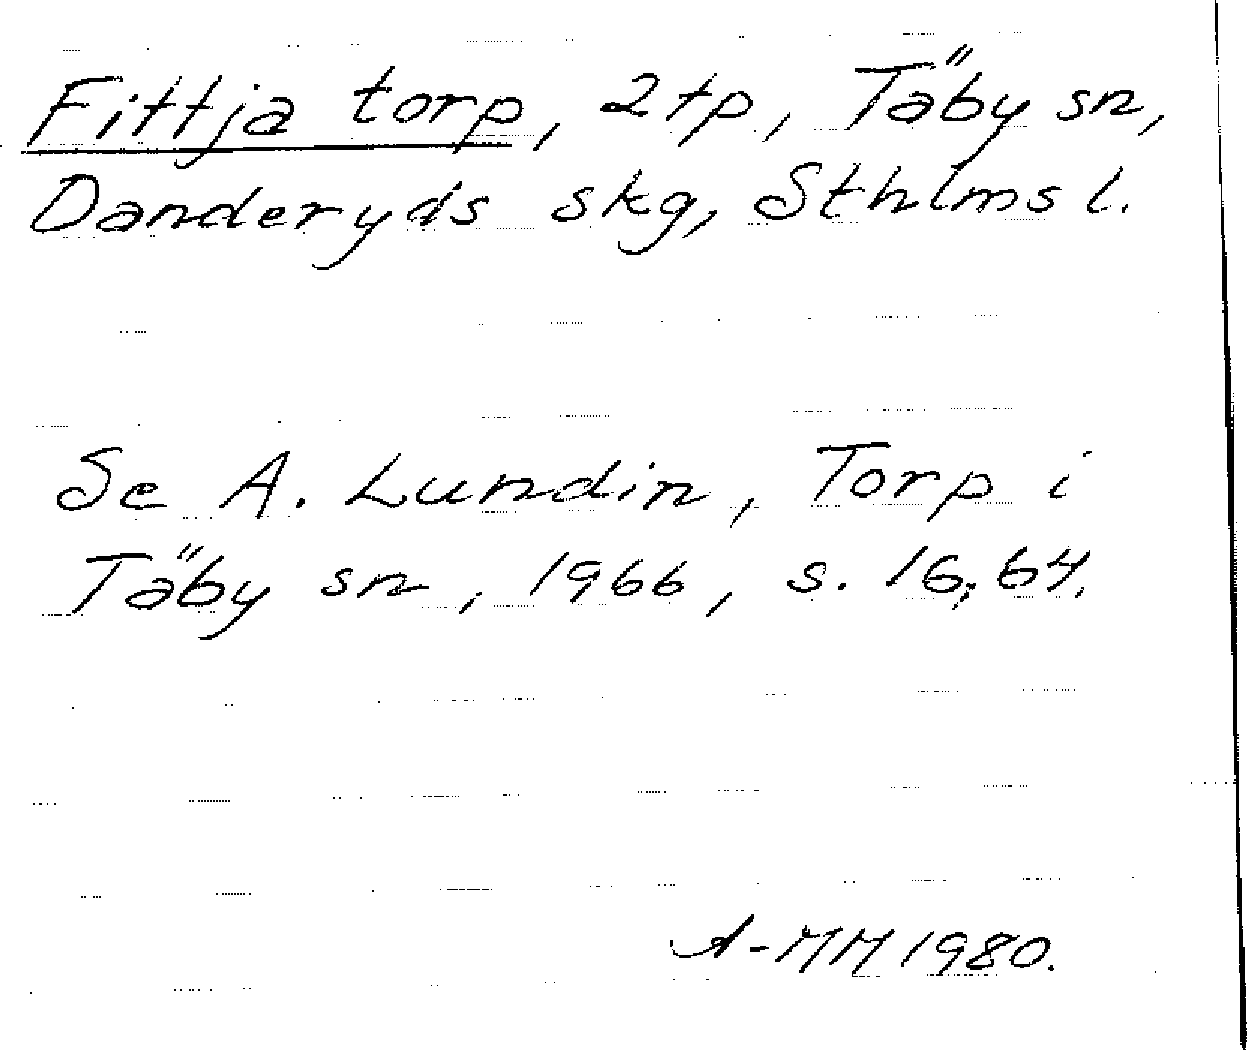 Fittja torp, 2tp, Täby sn,
Danderyds skg, Sthlms l.
Se A. Lundin, Torp i
Täby sn, 1966, s. 16, 64.
A-MM 1980.